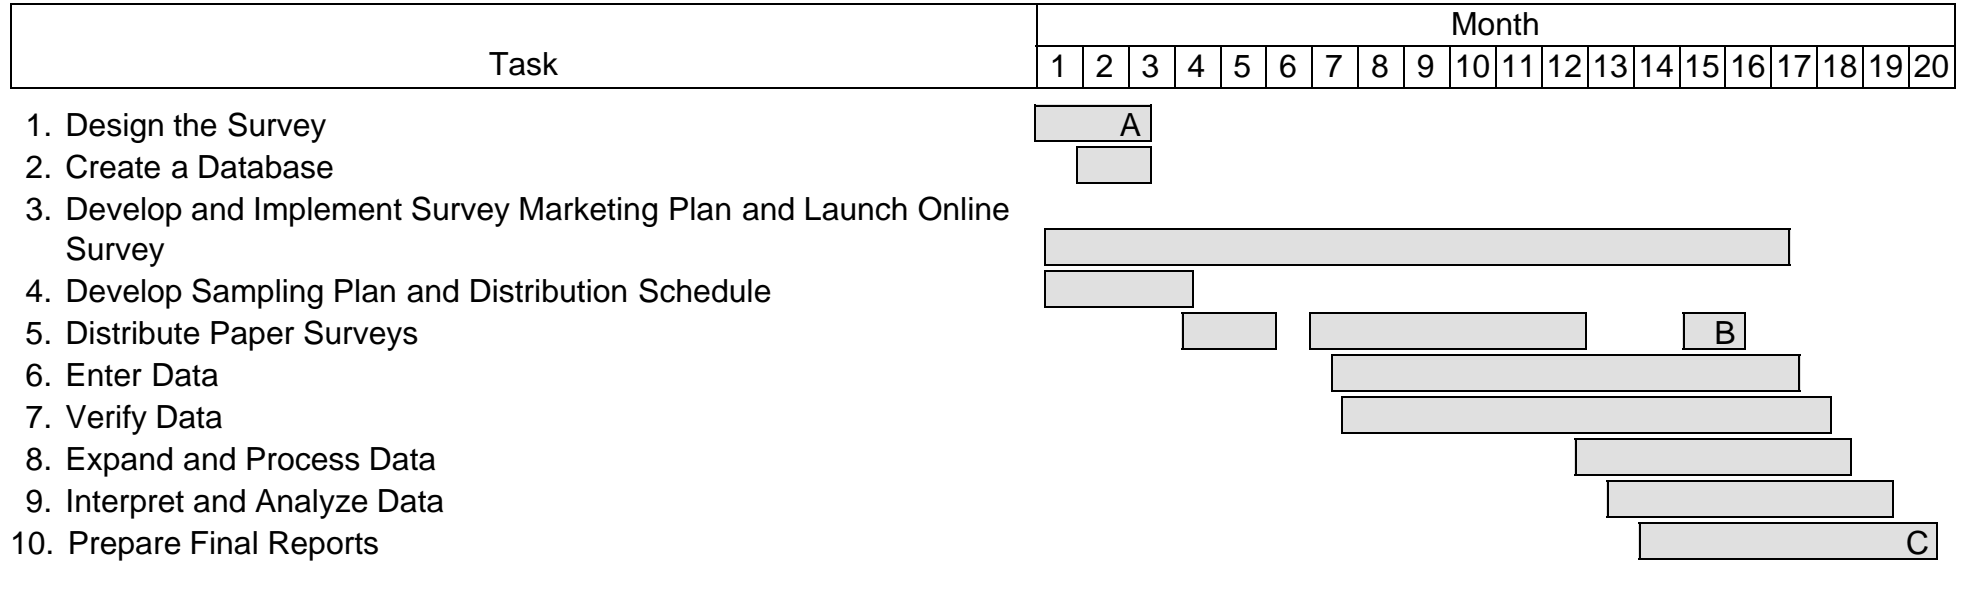 Month
Task
1 2 3 4 5 6 7 8 9 10 11 12 13 14 15 16 17 18 19 20
1. Design the Survey A
2. Create a Database
3. Develop and Implement Survey Marketing Plan and Launch Online
Survey
4. Develop Sampling Plan and Distribution Schedule
5. Distribute Paper Surveys B
6. Enter Data
7. Verify Data
8. Expand and Process Data
9. Interpret and Analyze Data
10. Prepare Final Reports C